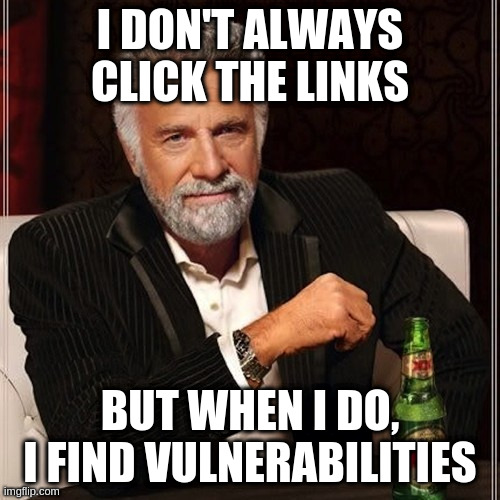 I DON'T ALWAYS
CLICK THE LINKS
BUT WHEN I DO,
I FIND VULNERABILITIES
imgflip.com